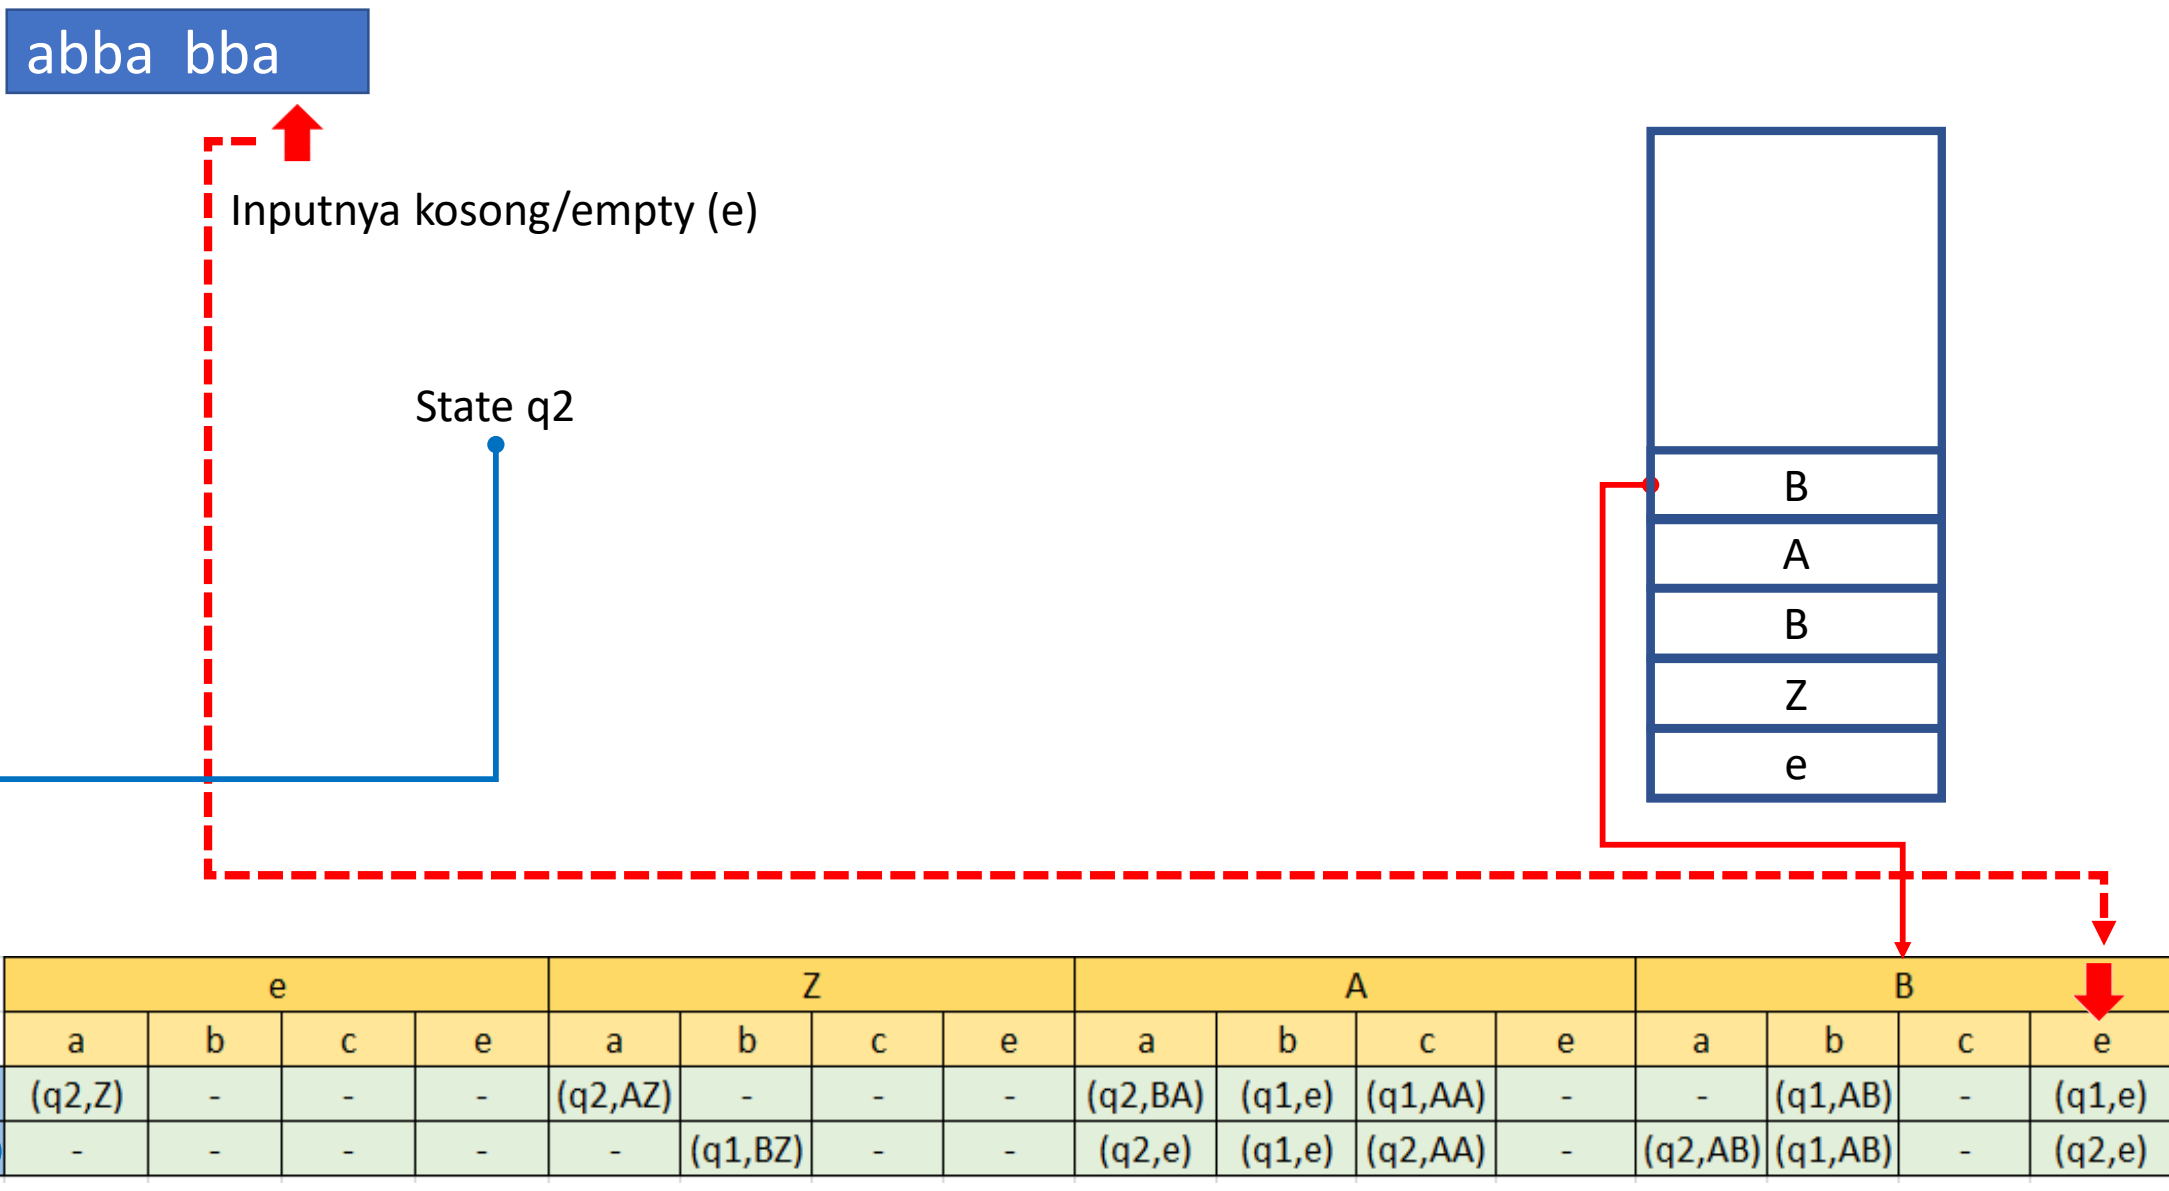 abba  bba
Inputnya kosong/empty (e)
State q2
B
A
B
Z
e
e Z A B
a b c e a b c e a b c e a b c e
(q2,Z) - - - (q2,AZ) - - - (q2,BA) (q1,e) (q1,AA) - - (q1,AB) - (q1,e)
- - - - - (q1,BZ) - - (q2,e) (q1,e) (q2,AA) - (q2,AB) (q1,AB) - (q2,e)